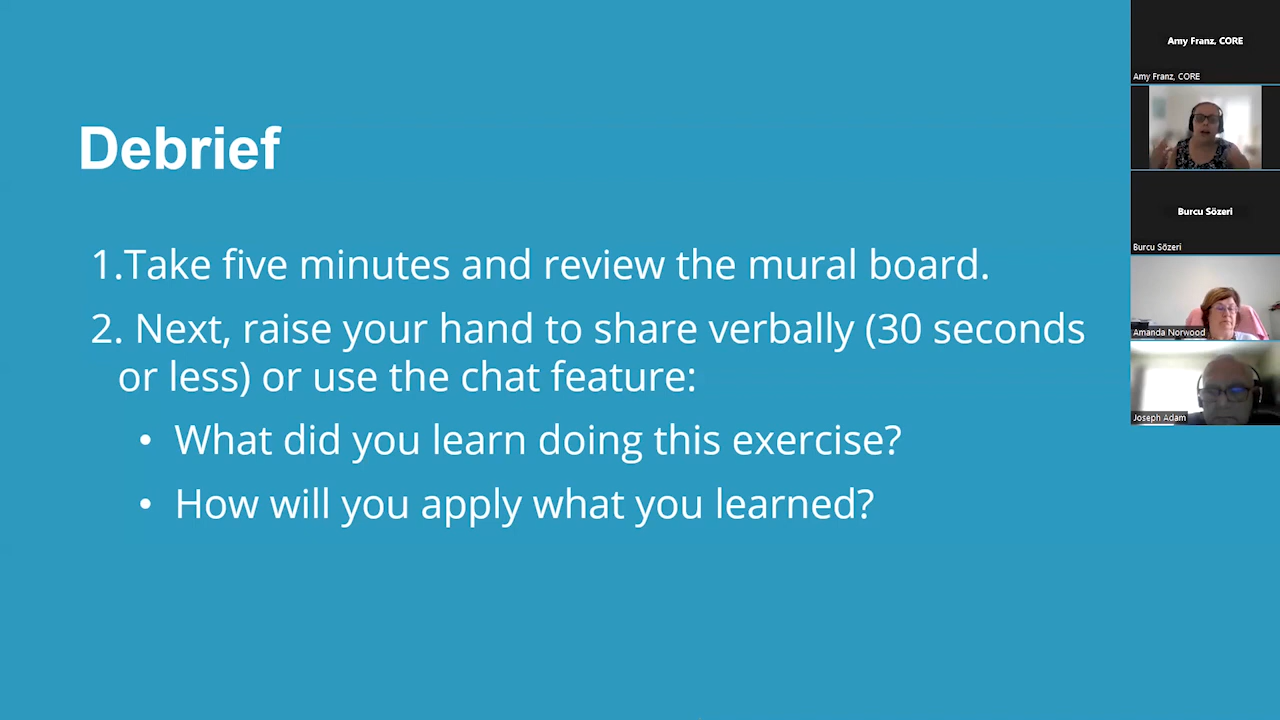 Debrief
1.Take five minutes and review the mural board.
2. Next, raise your hand to share verbally (30 seconds
or less) or use the chat feature:
• What did you learn doing this exercise?
• How will you apply what you learned?
Amy Franz, CORE
Amy Franz, CORE
Burcu Sözeri
Burcu Sözeri
Amanda Norwood
Joseph Adam